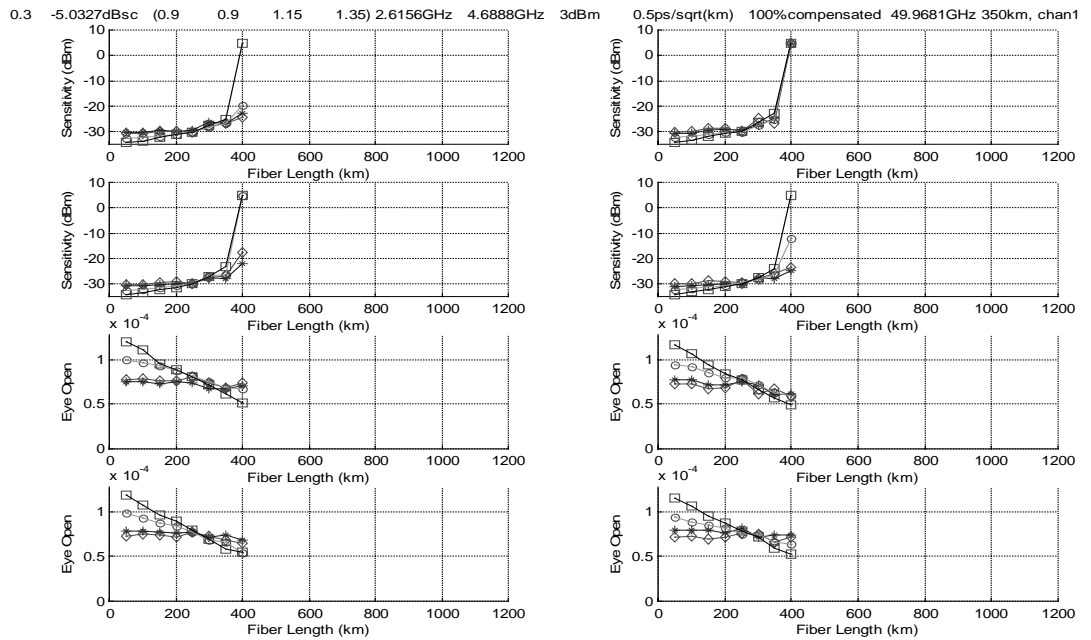 0.3 -5.0327dBsc (0.9 0.9 1.15 1.35) 2.6156GHz 4.6888GHz 3dBm 0.5ps/sqrt(km) 100%compensated 49.9681GHz 350km, chan1
Sensitivity (dBm)
10
0
-10
-20
-30
0 200 400 600 800 1000 1200
Fiber Length (km)
Sensitivity (dBm)
10
0
-10
-20
-30
0 200 400 600 800 1000 1200
Fiber Length (km)
Sensitivity (dBm)
10
0
-10
-20
-30
0 200 400 600 800 1000 1200
Fiber Length (km)
Sensitivity (dBm)
10
0
-10
-20
-30
0 200 400 600 800 1000 1200
Fiber Length (km)
x 10⁻⁴
Eye Open
1
0.5
0
0 200 400 600 800 1000 1200
Fiber Length (km)
x 10⁻⁴
Eye Open
1
0.5
0
0 200 400 600 800 1000 1200
Fiber Length (km)
x 10⁻⁴
Eye Open
1
0.5
0
0 200 400 600 800 1000 1200
Fiber Length (km)
x 10⁻⁴
Eye Open
1
0.5
0
0 200 400 600 800 1000 1200
Fiber Length (km)